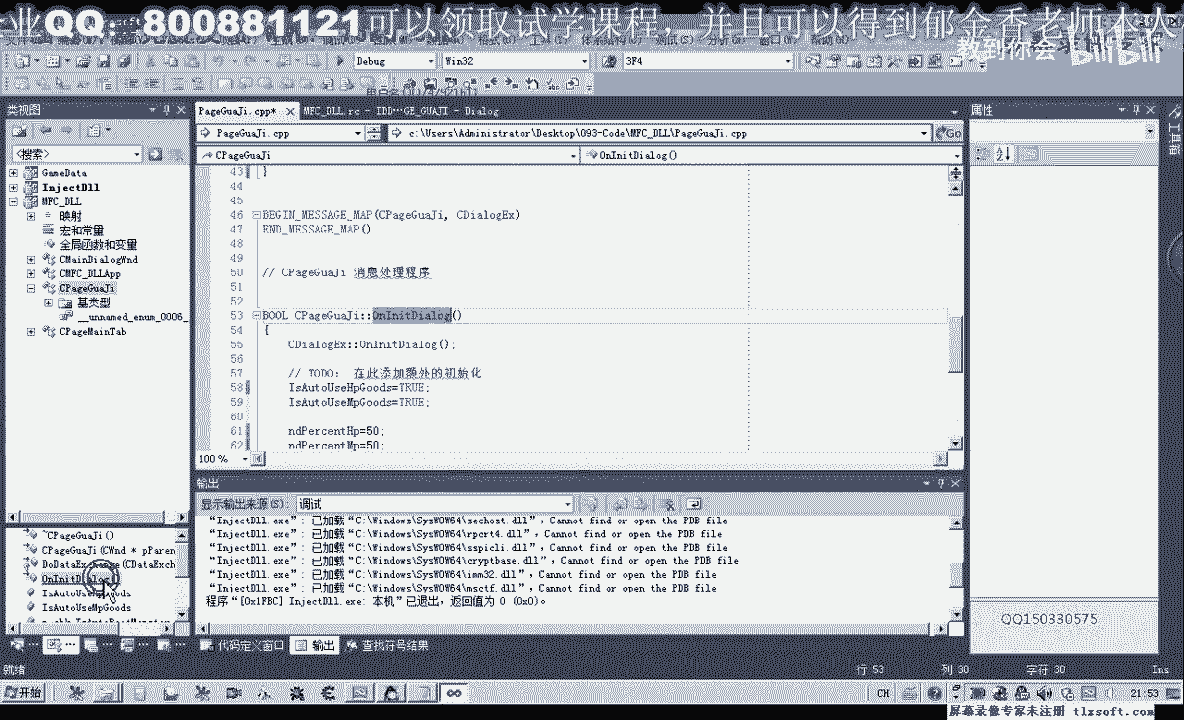 业QQ：800881121可以领取试学课程，并且可以得到郁金香老师本人
教到你会 bilibili
Debug
Win32
3F4
类视图
PageGuaJi.cpp*
MFC_DLL.rc - IDD···GE_GUAJI - Dialog
属性
PageGuaJi.cpp
c:\Users\Administrator\Desktop\093-Code\MFC_DLL\PageGuaJi.cpp
Go
<搜索>
CPageGuaJi
OnInitDialog()
GameData
InjectDll
MFC_DLL
映射
宏和常量
全局函数和变量
CMainDialogWnd
CMFC_DLLApp
CPageGuaJi
基类型
__unnamed_enum_0006_
CPageMainTab
43 }
44
45
46 BEGIN_MESSAGE_MAP(CPageGuaJi, CDialogEx)
47 END_MESSAGE_MAP()
48
49
50 // CPageGuaJi 消息处理程序
51
52
53 BOOL CPageGuaJi::OnInitDialog()
54 {
55 CDialogEx::OnInitDialog();
56
57 // TODO: 在此添加额外的初始化
58 IsAutoUseHpGoods=TRUE;
59 IsAutoUseMpGoods=TRUE;
60
61 ndPercentHp=50;
62 ndPercentMp=50;
100 %
输出
显示输出来源(S): 调试
“InjectDll.exe”: 已加载“C:\Windows\SysWOW64\sechost.dll”，Cannot find or open the PDB file
“InjectDll.exe”: 已加载“C:\Windows\SysWOW64\rpcrt4.dll”，Cannot find or open the PDB file
“InjectDll.exe”: 已加载“C:\Windows\SysWOW64\sspicli.dll”，Cannot find or open the PDB file
“InjectDll.exe”: 已加载“C:\Windows\SysWOW64\cryptbase.dll”，Cannot find or open the PDB file
“InjectDll.exe”: 已加载“C:\Windows\SysWOW64\imm32.dll”，Cannot find or open the PDB file
“InjectDll.exe”: 已加载“C:\Windows\SysWOW64\msctf.dll”，Cannot find or open the PDB file
程序“[0x1FBC] InjectDll.exe: 本机”已退出，返回值为 0 (0x0)。
~CPageGuaJi()
CPageGuaJi(CWnd * pParen
DoDataExchange(CDataExch
OnInitDialog()
IsAutoUseHpGoods
IsAutoUseMpGoods
代码定义窗口
输出
查找符号结果
工具箱
QQ150330575
就绪
行 53
列 30
字符 30
Ins
开始
CH
21:53
屏幕录像专家未注册 tlxsoft.com